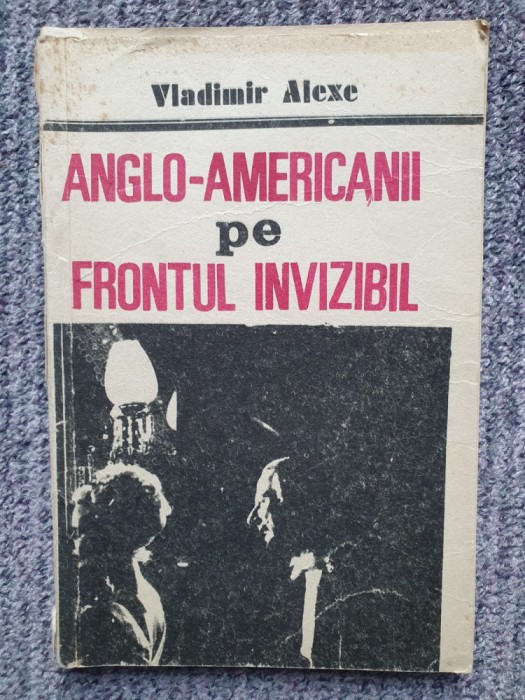 Vladimir Alexe
ANGLO-AMERICANII
pe
FRONTUL INVIZIBIL